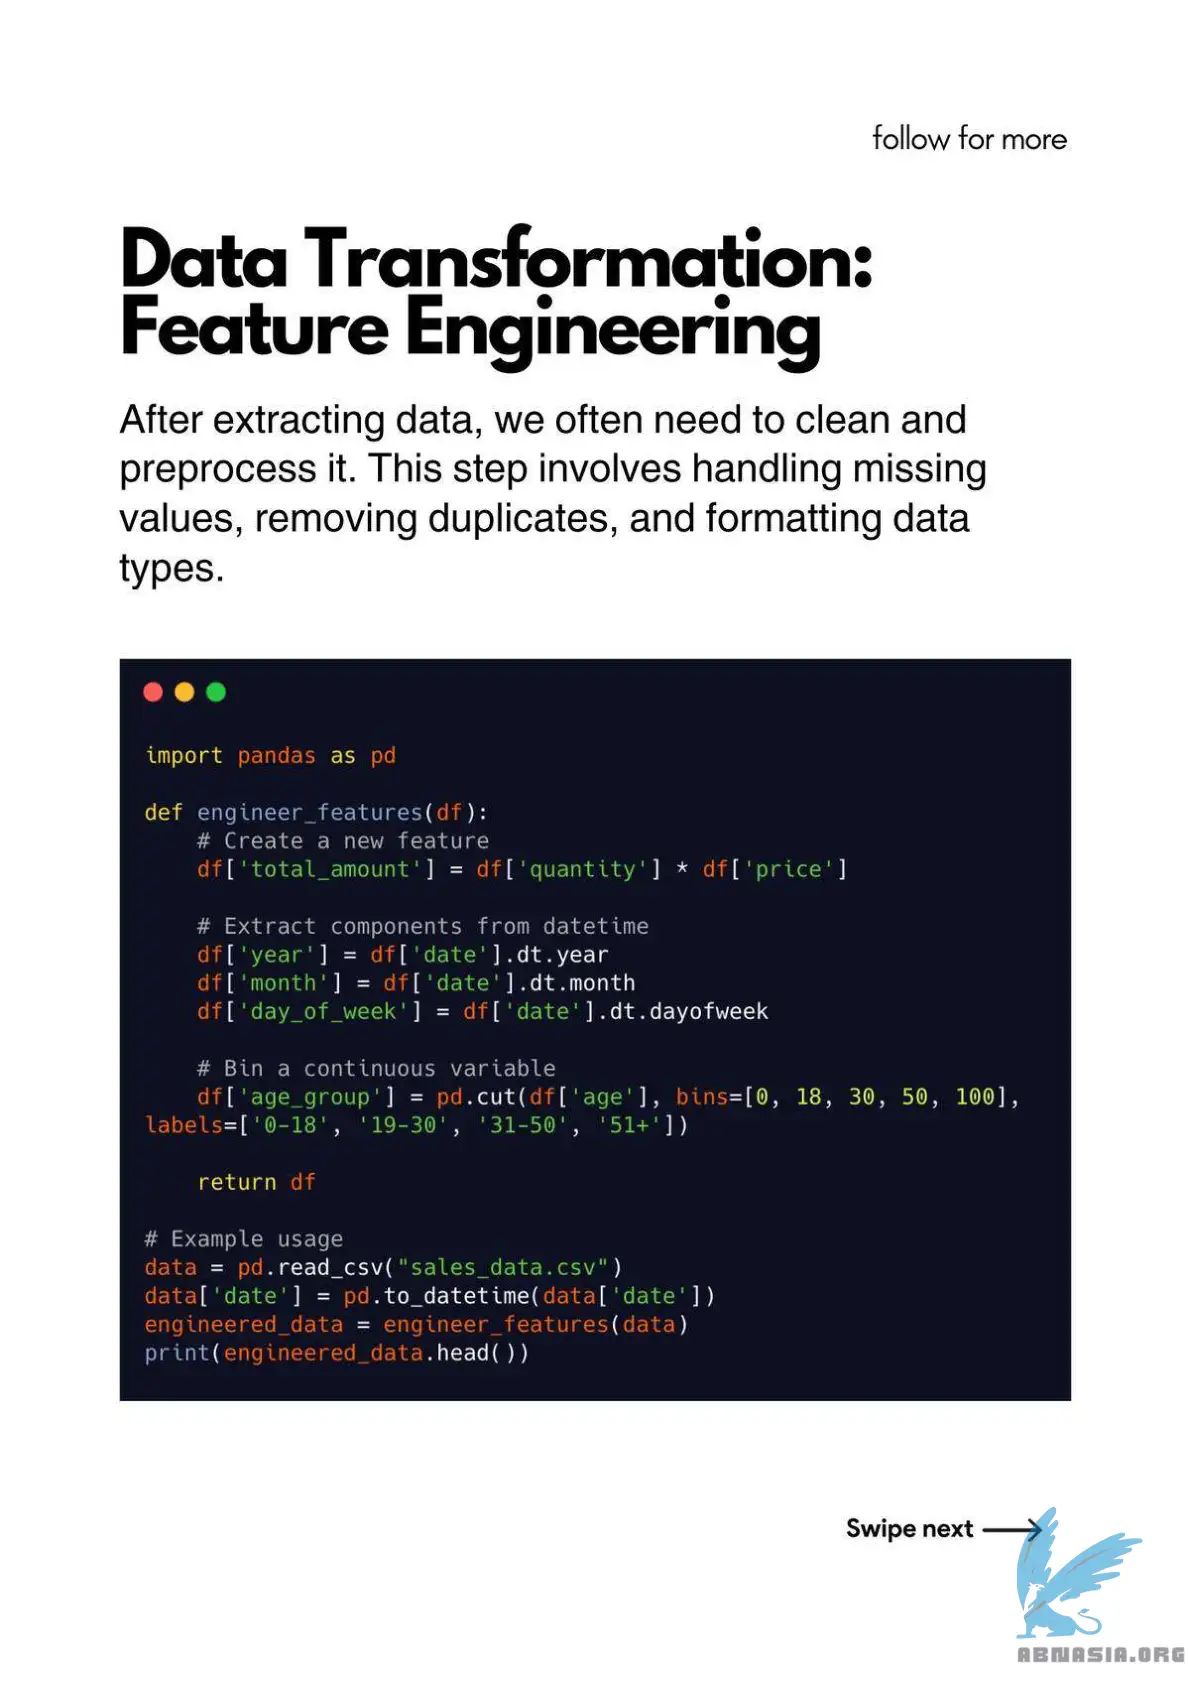 follow for more
Data Transformation:
Feature Engineering
After extracting data, we often need to clean and
preprocess it. This step involves handling missing
values, removing duplicates, and formatting data
types.
import pandas as pd
def engineer_features(df):
    # Create a new feature
    df['total_amount'] = df['quantity'] * df['price']
    # Extract components from datetime
    df['year'] = df['date'].dt.year
    df['month'] = df['date'].dt.month
    df['day_of_week'] = df['date'].dt.dayofweek
    # Bin a continuous variable
    df['age_group'] = pd.cut(df['age'], bins=[0, 18, 30, 50, 100],
labels=['0-18', '19-30', '31-50', '51+'])
    return df
# Example usage
data = pd.read_csv("sales_data.csv")
data['date'] = pd.to_datetime(data['date'])
engineered_data = engineer_features(data)
print(engineered_data.head())
Swipe next
ABNASIA.ORG